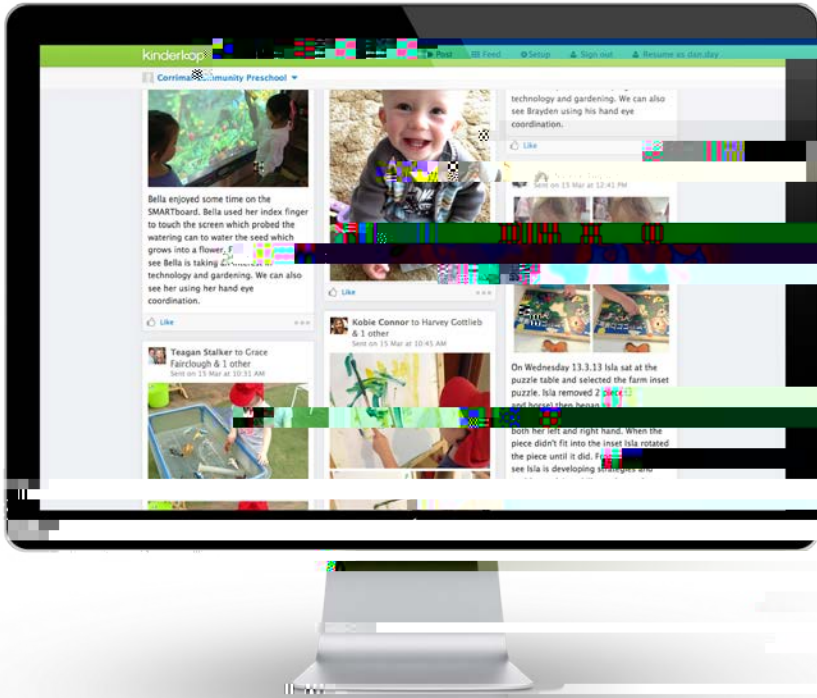 kinderloop
Post Feed Setup Sign out Resume as dan.day
Bella enjoyed some time on the
SMARTboard. Bella used her index finger
to touch the screen which probed the
watering can to water the seed which
grows into a flower.
see Bella is taking
technology and gardening. We can also
see her using her hand eye
coordination.
Like
Teagan Stalker to Grace
Fairclough & 1 other
Sent on 15 Mar at 10:31 AM
Like
Kobie Connor to Harvey Gottlieb
& 1 other
Sent on 15 Mar at 10:45 AM
technology and gardening. We can also
see Brayden using his hand eye
coordination.
Like
Sent on 15 Mar at 12:41 PM
On Wednesday 13.3.13 Isla sat at the
puzzle table and selected the farm inset
puzzle. Isla removed 2
and horse) then began
both her left and right hand. When the
piece didn't fit into the inset Isla rotated
the piece until it did.
see Isla is developing strategies and